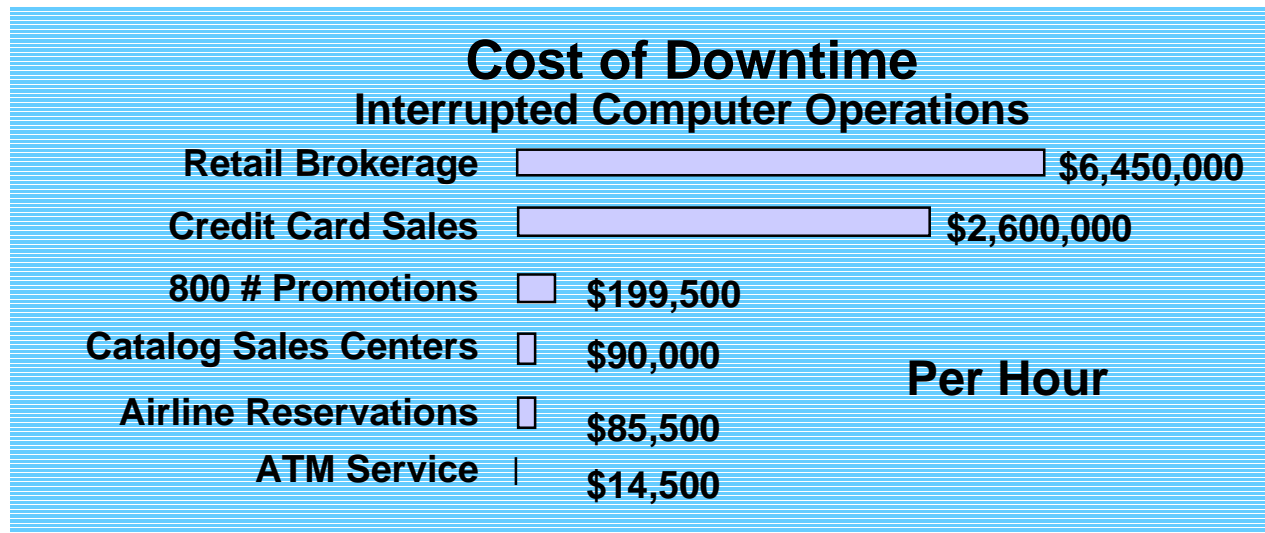 Cost of Downtime
Interrupted Computer Operations
Retail Brokerage $6,450,000
Credit Card Sales $2,600,000
800 # Promotions $199,500
Catalog Sales Centers $90,000
Per Hour
Airline Reservations $85,500
ATM Service $14,500